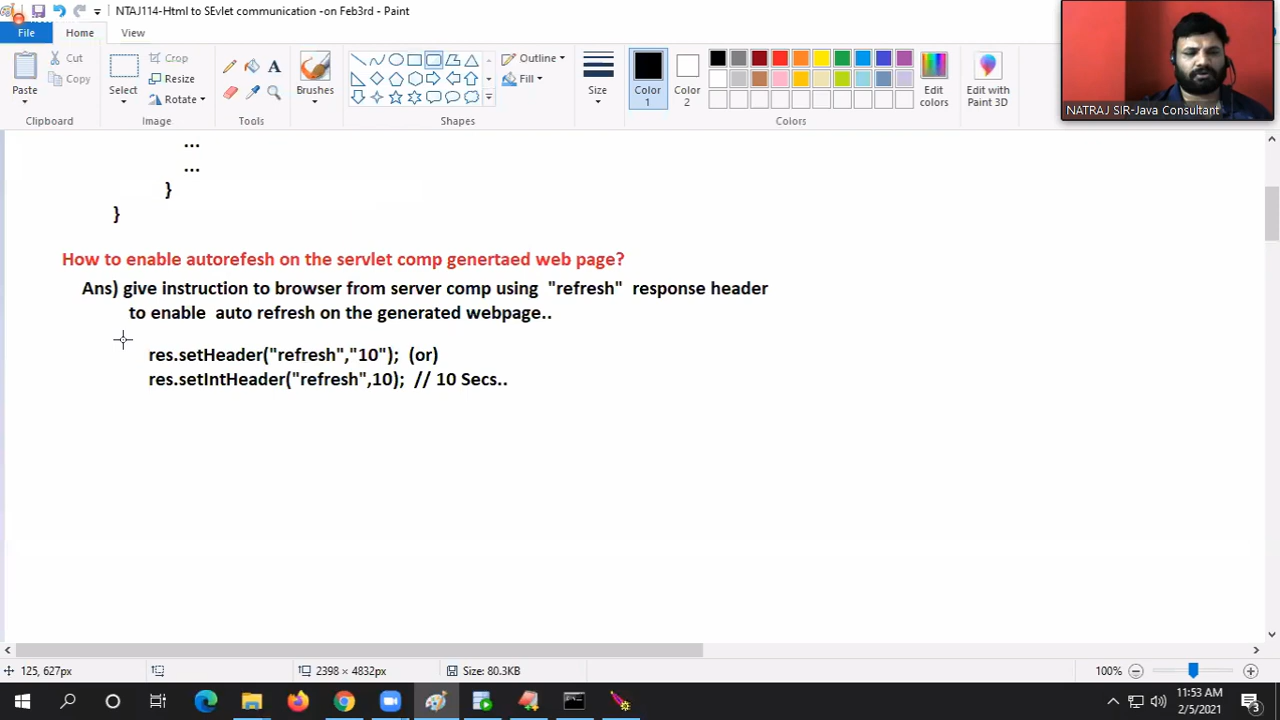 NTAJ114-Html to SEvlet communication -on Feb3rd - Paint
File
Home
View
Paste
Cut
Copy
Clipboard
Select
Crop
Resize
Rotate
Image
A
Tools
Brushes
Outline
Fill
Shapes
Size
Color 1
Color 2
Edit colors
Edit with Paint 3D
Colors
NATRAJ SIR-Java Consultant
...
...
}
}
How to enable autorefesh on the servlet comp genertaed web page?
Ans) give instruction to browser from server comp using "refresh" response header
to enable auto refresh on the generated webpage..
res.setHeader("refresh","10"); (or)
res.setIntHeader("refresh",10); // 10 Secs..
125, 627px
2398 × 4832px
Size: 80.3KB
100%
11:53 AM
2/5/2021
3